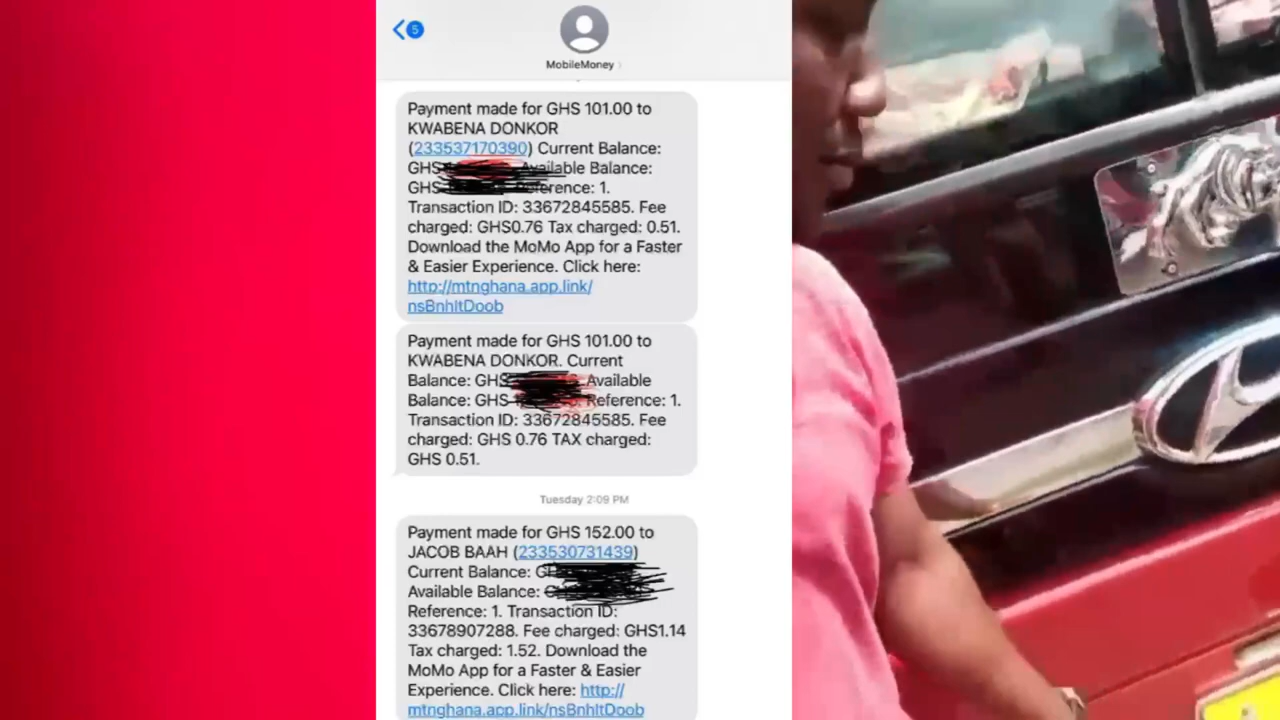 5
MobileMoney
Payment made for GHS 101.00 to
KWABENA DONKOR
(233537170390) Current Balance:
GHS Available Balance:
GHS Reference: 1.
Transaction ID: 33672845585. Fee
charged: GHS0.76 Tax charged: 0.51.
Download the MoMo App for a Faster
& Easier Experience. Click here:
http://mtnghana.app.link/
nsBnhltDoob
Payment made for GHS 101.00 to
KWABENA DONKOR. Current
Balance: GHS Available
Balance: GHS Reference: 1.
Transaction ID: 33672845585. Fee
charged: GHS 0.76 TAX charged:
GHS 0.51.
Tuesday 2:09 PM
Payment made for GHS 152.00 to
JACOB BAAH (233530731439)
Current Balance:
Available Balance:
Reference: 1. Transaction ID:
33678907288. Fee charged: GHS1.14
Tax charged: 1.52. Download the
MoMo App for a Faster & Easier
Experience. Click here: http://
mtnghana.app.link/nsBnhltDoob